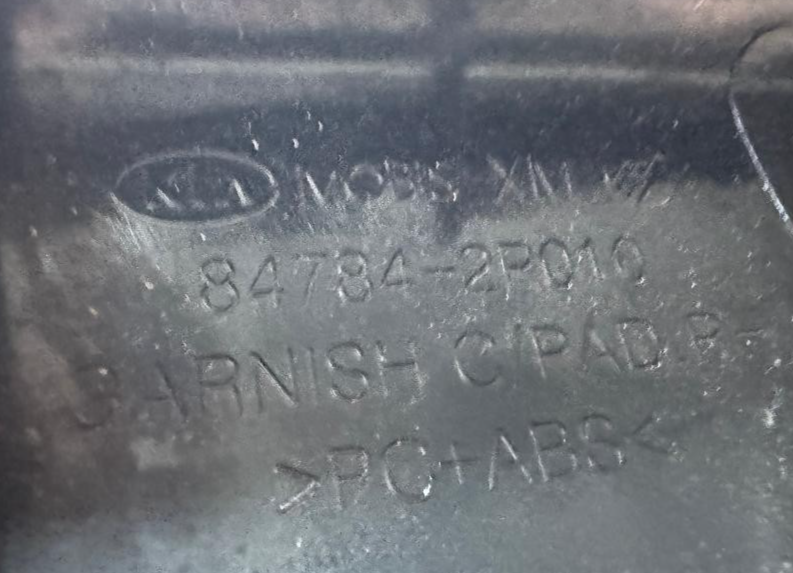 KIA MOBIS XM
84784-2P010
GARNISH C/PAD
>PC+ABS<